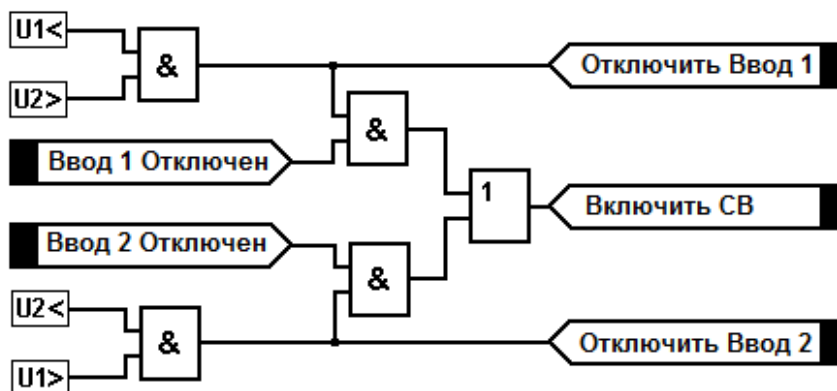 U1<
&
Отключить Ввод 1
U2>
&
Ввод 1 Отключен
1
Включить СВ
Ввод 2 Отключен
&
U2<
&
Отключить Ввод 2
U1>